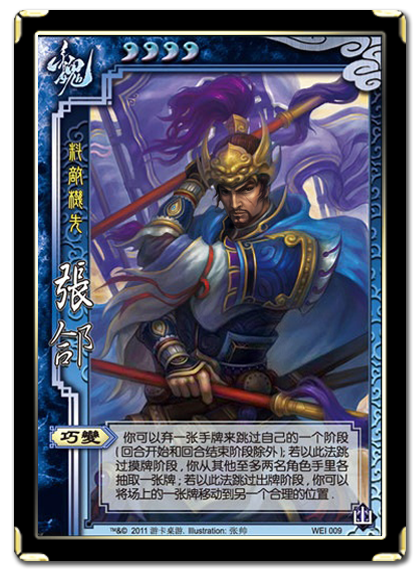 魏
料敵機先
張郃
巧變
你可以弃一张手牌来跳过自己的一个阶段
(回合开始和回合结束阶段除外); 若以此法跳
过摸牌阶段,你从其他至多两名角色手里各
抽取一张牌; 若以此法跳过出牌阶段, 你可以
将场上的一张牌移动到另一个合理的位置.
™&© 2011 游卡桌游. Illustration: 张帅
WEI 009
山